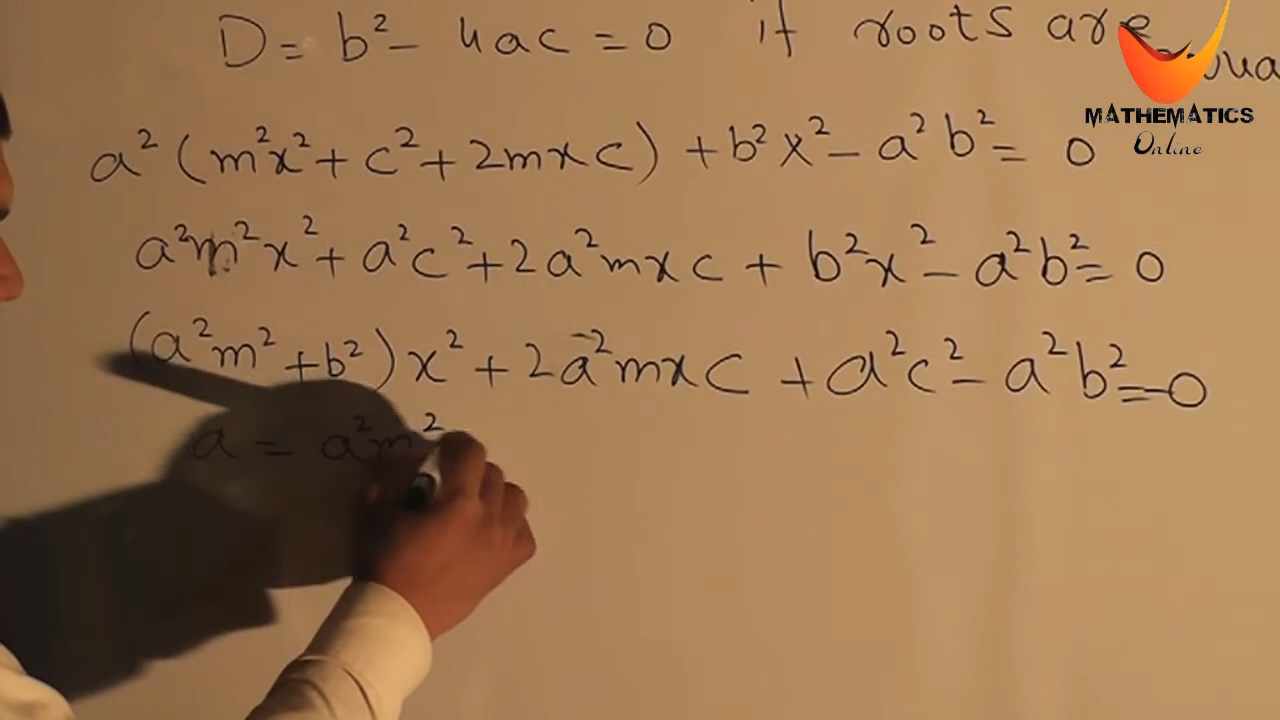 D = b² - 4ac = 0 if roots are
MATHEMATICS
Online
a² (m²x² + c² + 2mxc) + b²x² - a²b² = 0
a²m²x² + a²c² + 2a²mxc + b²x² - a²b² = 0
(a²m² + b²)x² + 2a²mxc + a²c² - a²b² = 0
a = a²m²